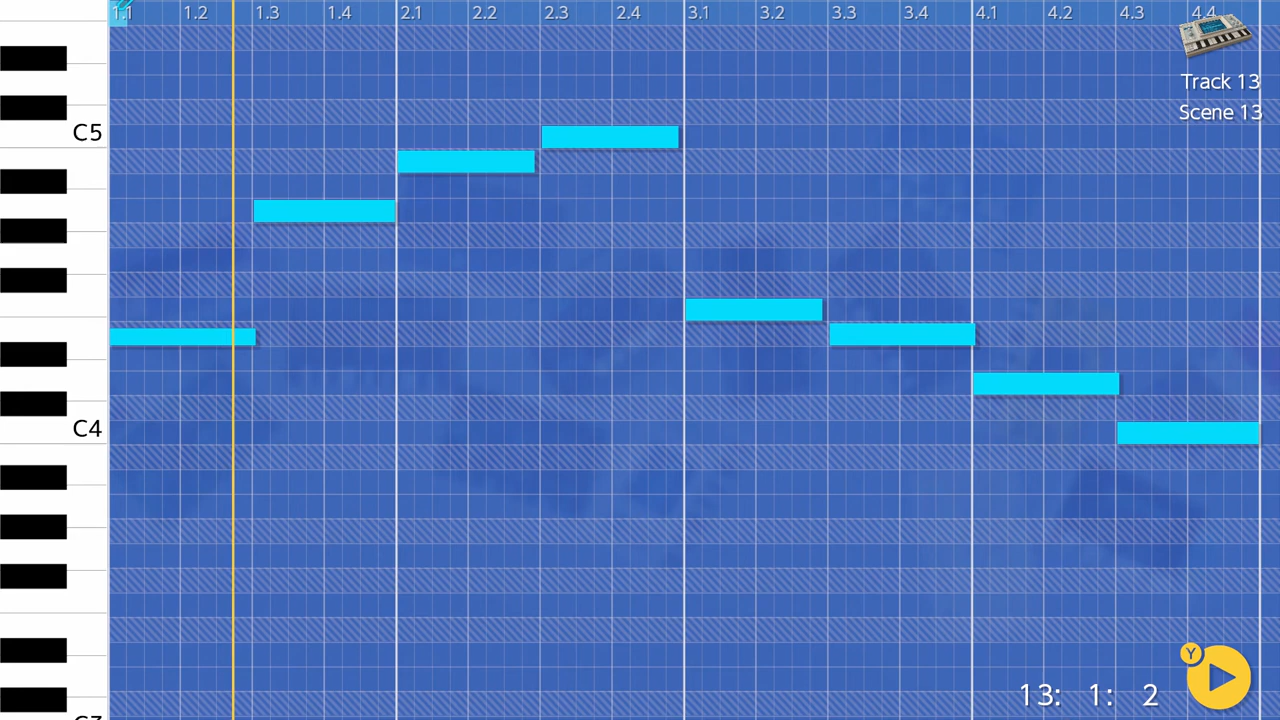 1.1 1.2 1.3 1.4 2.1 2.2 2.3 2.4 3.1 3.2 3.3 3.4 4.1 4.2 4.3 4.4
Track 13
Scene 13
C5
C4
Y
13: 1: 2